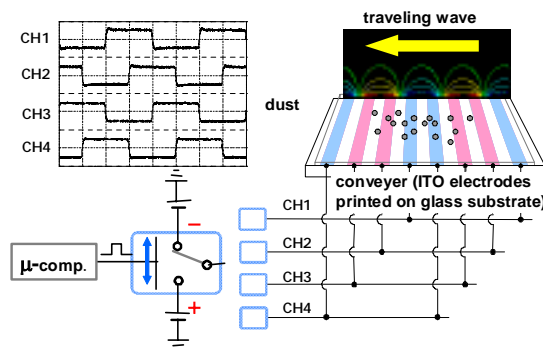 CH1
CH2
CH3
CH4
traveling wave
dust
conveyer (ITO electrodes
printed on glass substrate)
CH1
CH2
CH3
CH4
−
+
μ-comp.